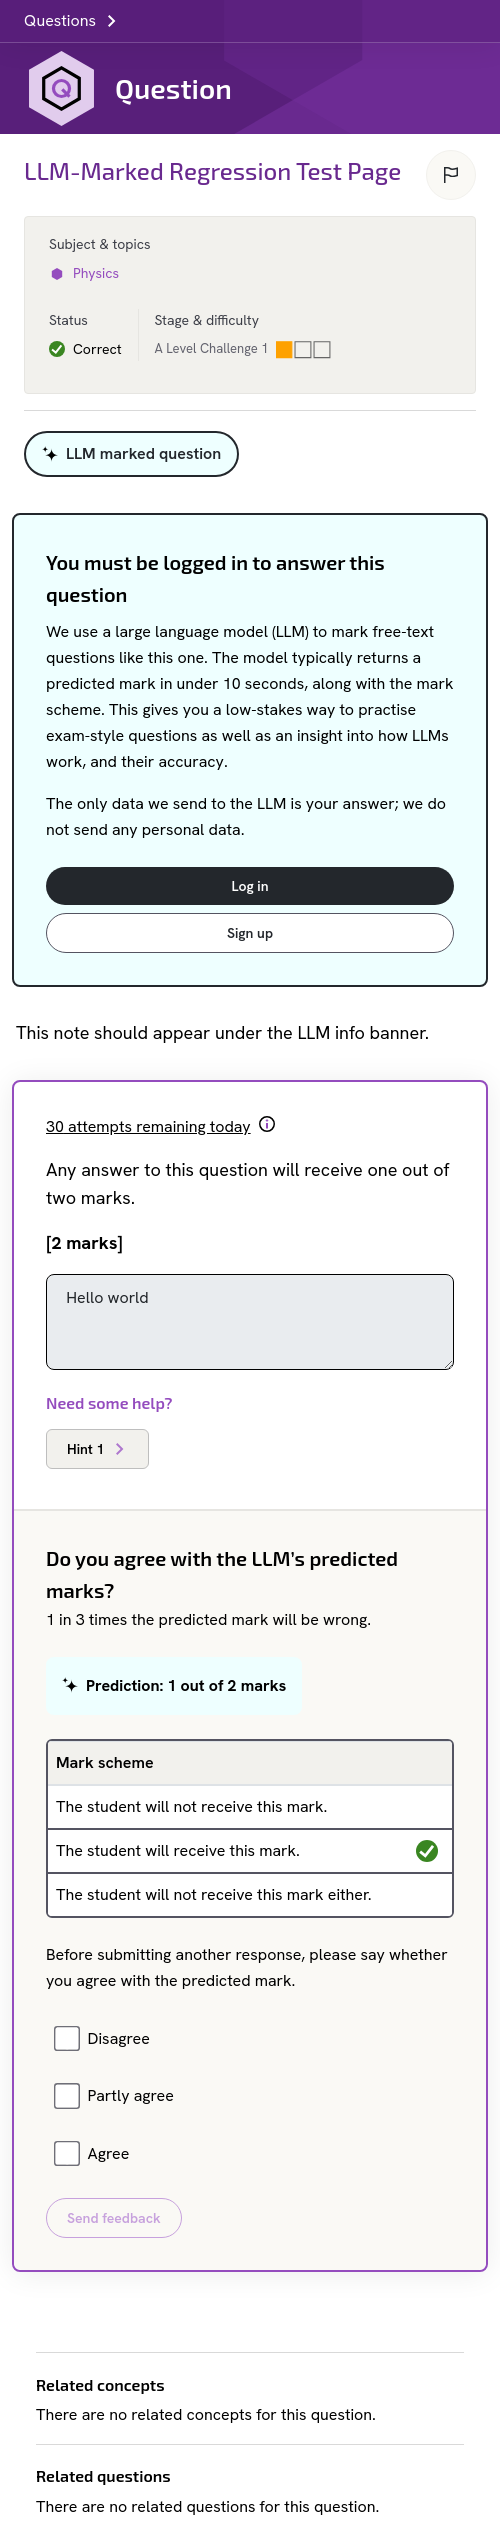 Questions
Question
LLM-Marked Regression Test Page
Subject & topics
Physics
Status
Stage & difficulty
Correct
A Level Challenge 1
LLM marked question
You must be logged in to answer this
question
We use a large language model (LLM) to mark free-text
questions like this one. The model typically returns a
predicted mark in under 10 seconds, along with the mark
scheme. This gives you a low-stakes way to practise
exam-style questions as well as an insight into how LLMs
work, and their accuracy.
The only data we send to the LLM is your answer; we do
not send any personal data.
Log in
Sign up
This note should appear under the LLM info banner.
30 attempts remaining today
Any answer to this question will receive one out of
two marks.
[2 marks]
Hello world
Need some help?
Hint 1
Do you agree with the LLM's predicted
marks?
1 in 3 times the predicted mark will be wrong.
Prediction: 1 out of 2 marks
Mark scheme
The student will not receive this mark.
The student will receive this mark.
The student will not receive this mark either.
Before submitting another response, please say whether
you agree with the predicted mark.
Disagree
Partly agree
Agree
Send feedback
Related concepts
There are no related concepts for this question.
Related questions
There are no related questions for this question.